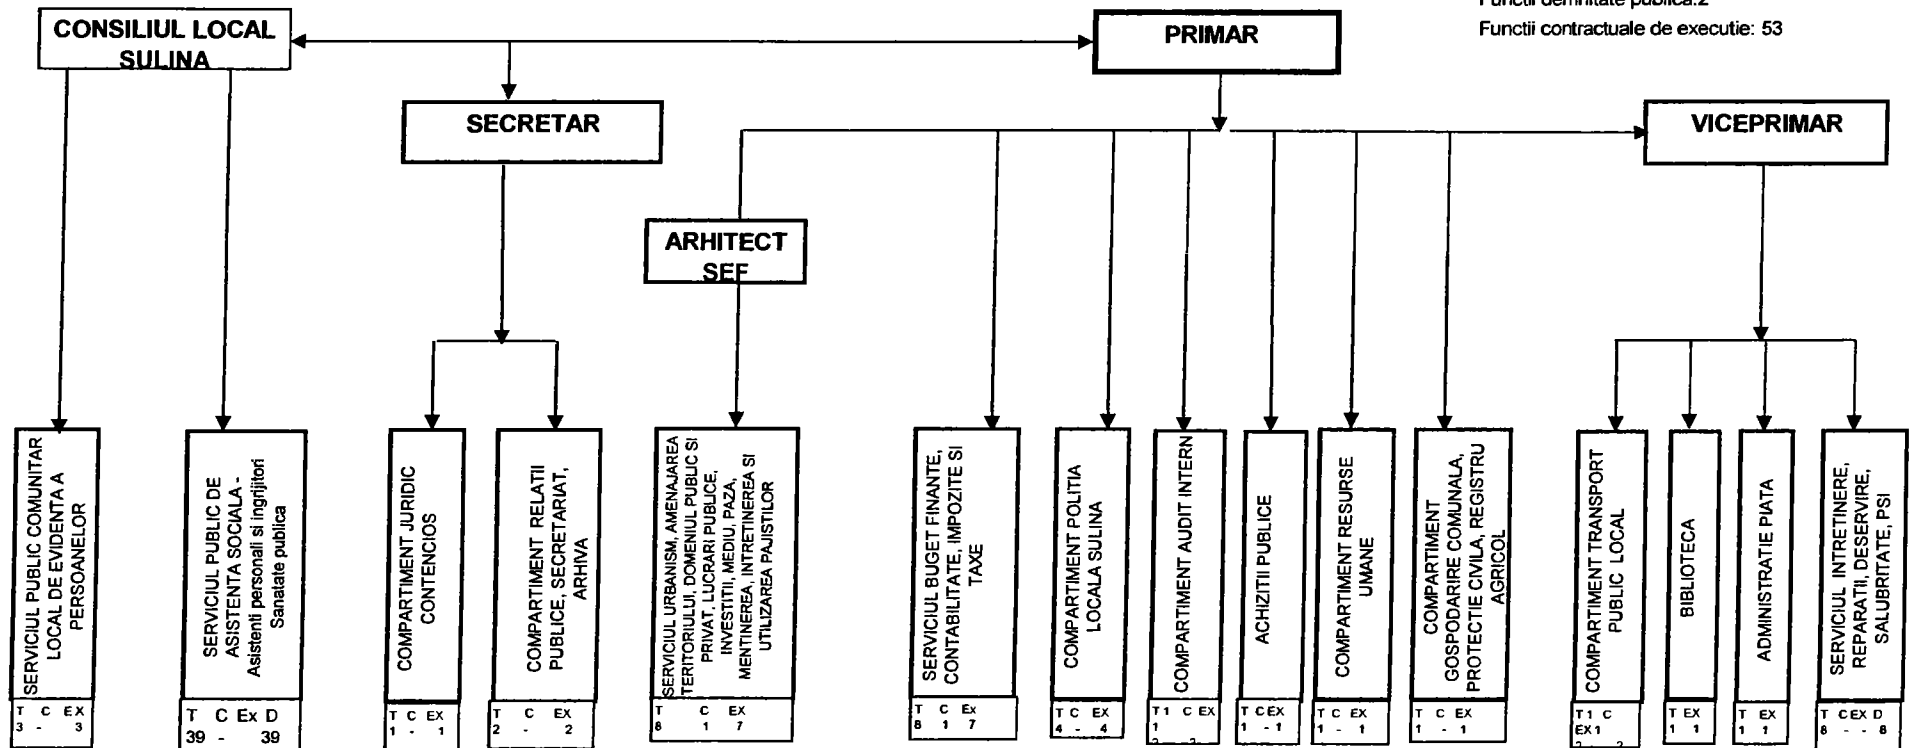 Functii demnitate publica:2
Functii contractuale de executie: 53
CONSILIUL LOCAL
SULINA
PRIMAR
SECRETAR
VICEPRIMAR
ARHITECT
SEF
SERVICIUL PUBLIC COMUNITAR
LOCAL DE EVIDENTA A
PERSOANELOR
T C EX
3 - 3
SERVICIUL PUBLIC DE
ASISTENTA SOCIALA -
Asistenti personali si ingrijitori
Sanatate publica
T C Ex D
39 - 39
COMPARTIMENT JURIDIC
CONTENCIOS
T C EX
1 - 1
COMPARTIMENT RELATII
PUBLICE, SECRETARIAT,
ARHIVA
T C EX
2 - 2
SERVICIUL URBANISM, AMENAJAREA
TERITORIULUI, DOMENIUL PUBLIC SI
PRIVAT, LUCRARI PUBLICE,
INVESTITII, MEDIU, PAZA,
MENTINEREA, INTRETINEREA SI
UTILIZAREA PAJISTILOR
T C EX
8 1 7
SERVICIUL BUGET FINANTE,
CONTABILITATE, IMPOZITE SI
TAXE
T C Ex
8 1 7
COMPARTIMENT POLITIA
LOCALA SULINA
T C EX
4 - 4
COMPARTIMENT AUDIT INTERN
T1 C EX
1
ACHIZITII PUBLICE
T C EX
1 - 1
COMPARTIMENT RESURSE
UMANE
T C EX
1 - 1
COMPARTIMENT
GOSPODARIRE COMUNALA,
PROTECTIE CIVILA, REGISTRU
AGRICOL
T C EX
1 - 1
COMPARTIMENT TRANSPORT
PUBLIC LOCAL
T1 C
EX 1
BIBLIOTECA
T EX
1 1
ADMINISTRATIE PIATA
T EX
1 1
SERVICIUL INTRETINERE,
REPARATII, DESERVIRE,
SALUBRITATE, PSI
T C EX D
8 - - 8